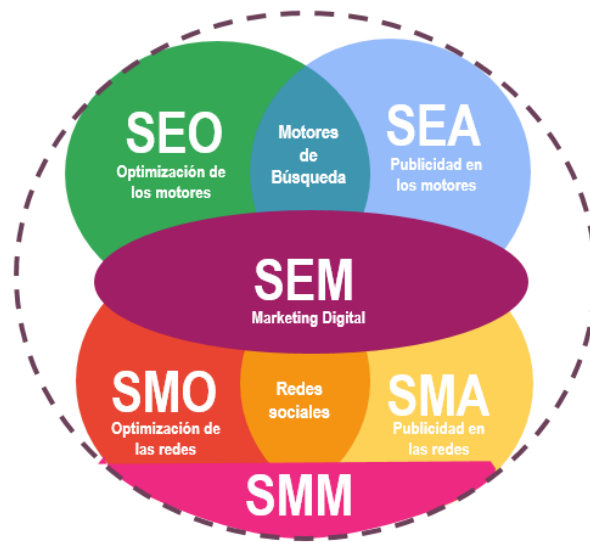 SEO
Optimización de
los motores
Motores
de
Búsqueda
SEA
Publicidad en
los motores
SEM
Marketing Digital
SMO
Optimización de
las redes
Redes
sociales
SMA
Publicidad en
las redes
SMM